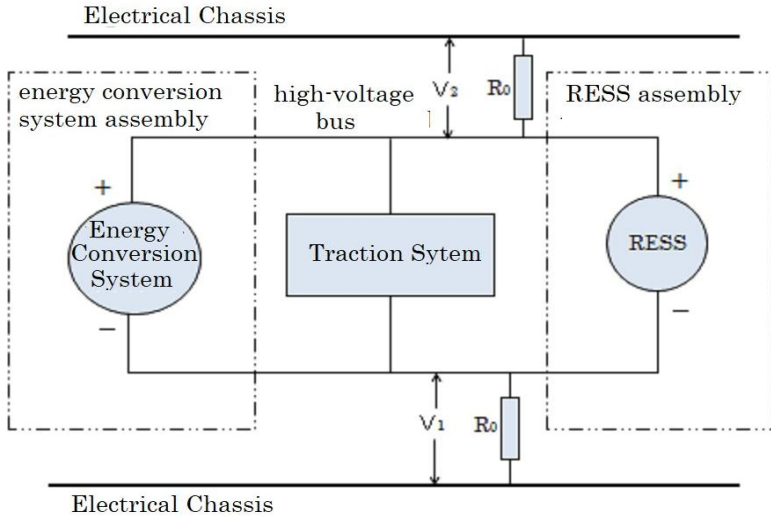 Electrical Chassis
energy conversion
system assembly
high-voltage
bus
V2
R0
RESS assembly
+
+
Energy
Conversion
System
Traction Sytem
RESS
−
−
V1
R0
Electrical Chassis